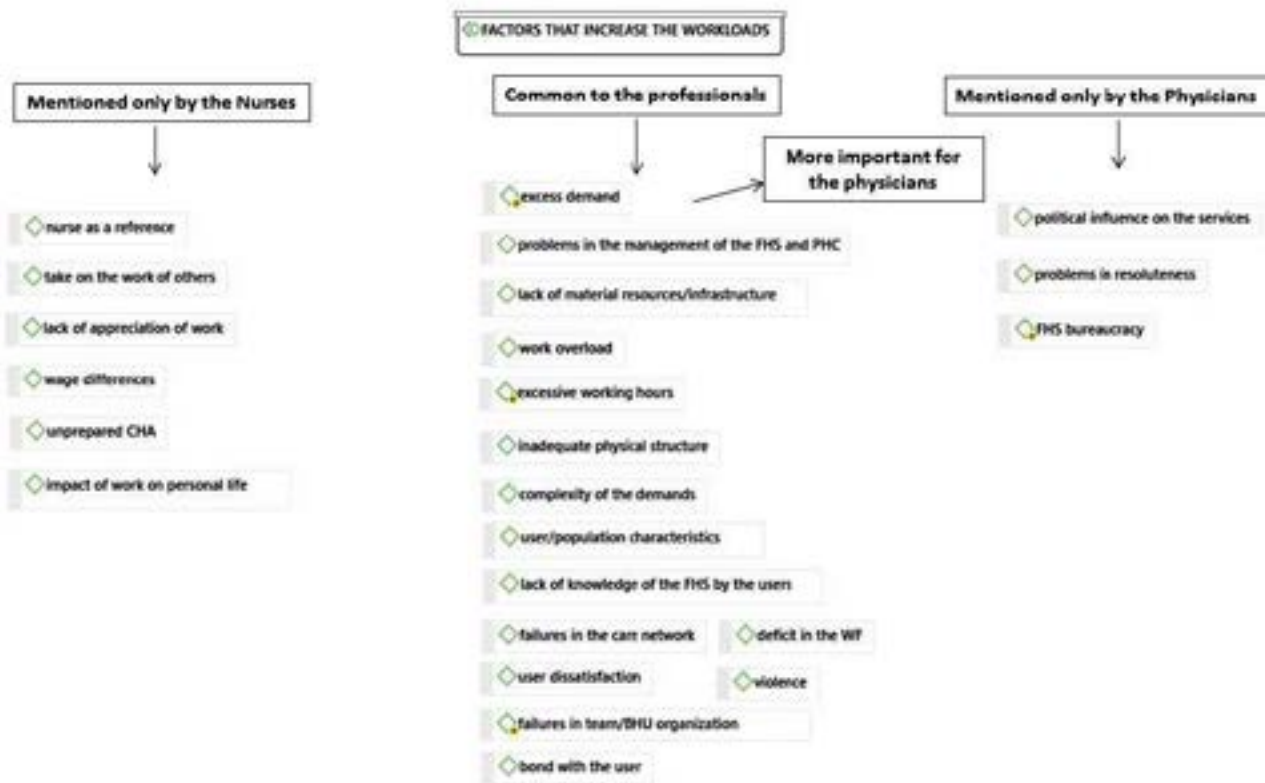 FACTORS THAT INCREASE THE WORKLOADS
Mentioned only by the Nurses
nurse as a reference
take on the work of others
lack of appreciation of work
wage differences
unprepared CHA
impact of work on personal life
Common to the professionals
More important for
the physicians
excess demand
problems in the management of the FHS and PHC
lack of material resources/infrastructure
work overload
excessive working hours
inadequate physical structure
complexity of the demands
user/population characteristics
lack of knowledge of the FHS by the users
failures in the care network
deficit in the WF
user dissatisfaction
violence
failures in team/BHU organization
bond with the user
Mentioned only by the Physicians
political influence on the services
problems in resoluteness
FHS bureaucracy